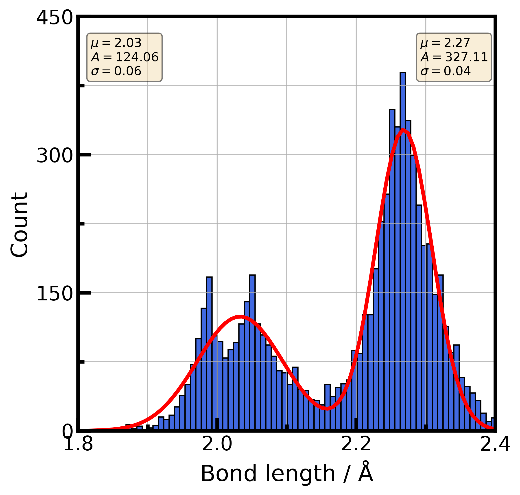 450
μ = 2.03
A = 124.06
σ = 0.06
μ = 2.27
A = 327.11
σ = 0.04
300
Count
150
0
1.8
2.0
2.2
2.4
Bond length / Å